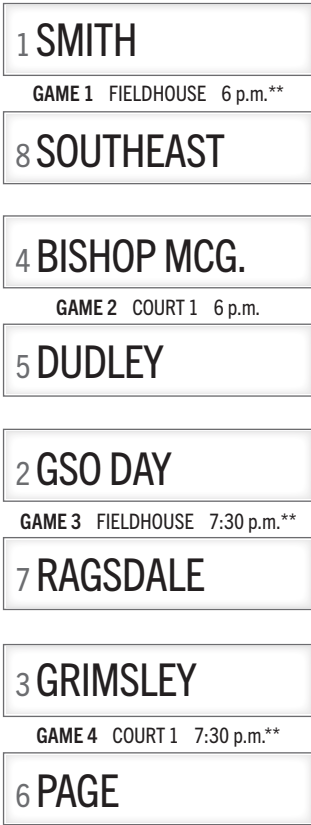 1 SMITH
GAME 1 FIELDHOUSE 6 p.m.**
8 SOUTHEAST
4 BISHOP MCG.
GAME 2 COURT 1 6 p.m.
5 DUDLEY
2 GSO DAY
GAME 3 FIELDHOUSE 7:30 p.m.**
7 RAGSDALE
3 GRIMSLEY
GAME 4 COURT 1 7:30 p.m.**
6 PAGE